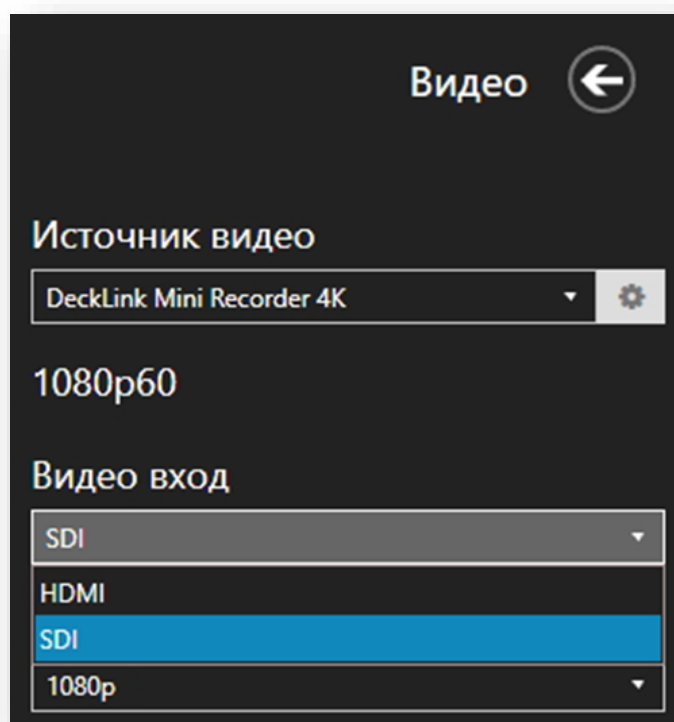 Видео
Источник видео
DeckLink Mini Recorder 4K
1080p60
Видео вход
SDI
HDMI
SDI
1080p